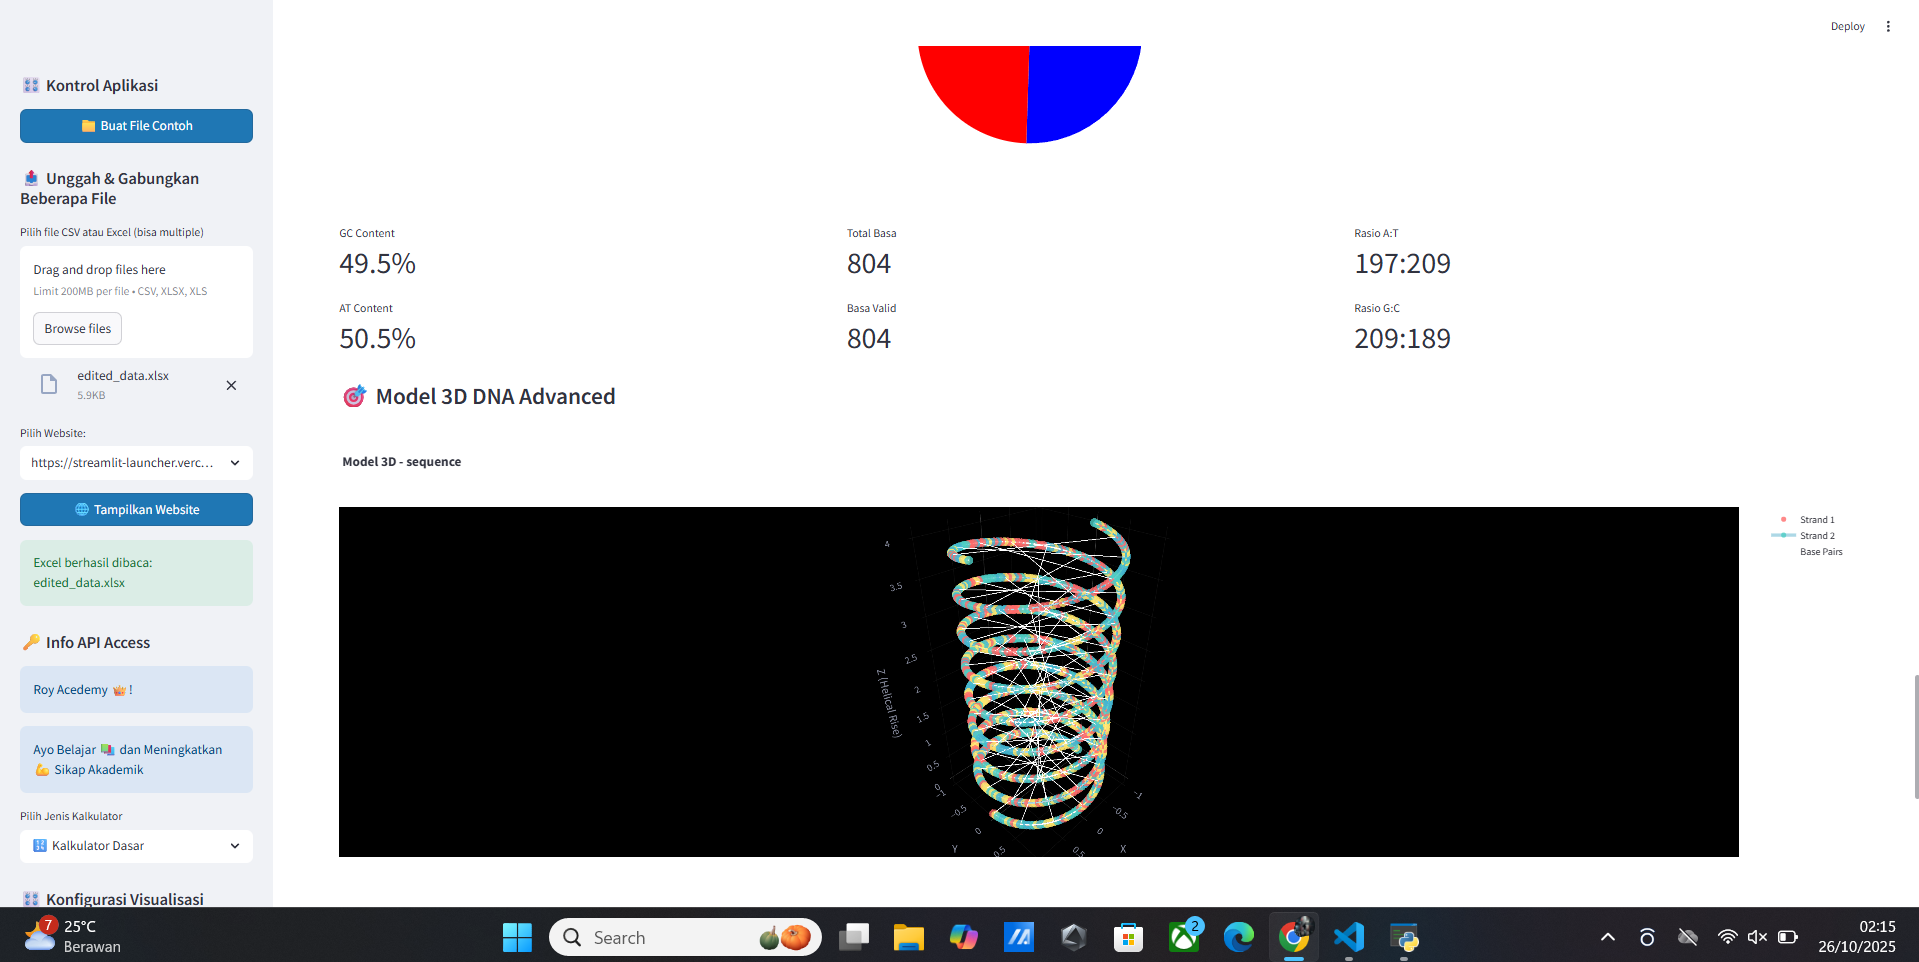 Deploy
Kontrol Aplikasi
Buat File Contoh
Unggah & Gabungkan
Beberapa File
Pilih file CSV atau Excel (bisa multiple)
Drag and drop files here
Limit 200MB per file • CSV, XLSX, XLS
Browse files
edited_data.xlsx
5.9KB
Pilih Website:
https://streamlit-launcher.verc...
Tampilkan Website
Excel berhasil dibaca:
edited_data.xlsx
Info API Access
Roy Acedemy !
Ayo Belajar dan Meningkatkan
Sikap Akademik
Pilih Jenis Kalkulator
Kalkulator Dasar
Konfigurasi Visualisasi
GC Content
49.5%
Total Basa
804
Rasio A:T
197:209
AT Content
50.5%
Basa Valid
804
Rasio G:C
209:189
Model 3D DNA Advanced
Model 3D - sequence
Strand 1
Strand 2
Base Pairs
4
3.5
3
2.5
2
1.5
1
0.5
0
Z (Helical Rise)
−1
−0.5
0
0.5
Y
−1
−0.5
0
0.5
X
7
25°C
Berawan
Search
2
02:15
26/10/2025